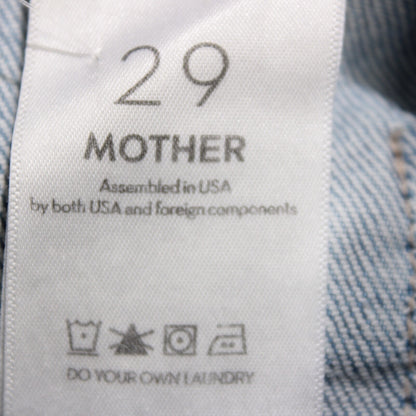 29
MOTHER
Assembled in USA
by both USA and foreign components
DO YOUR OWN LAUNDRY